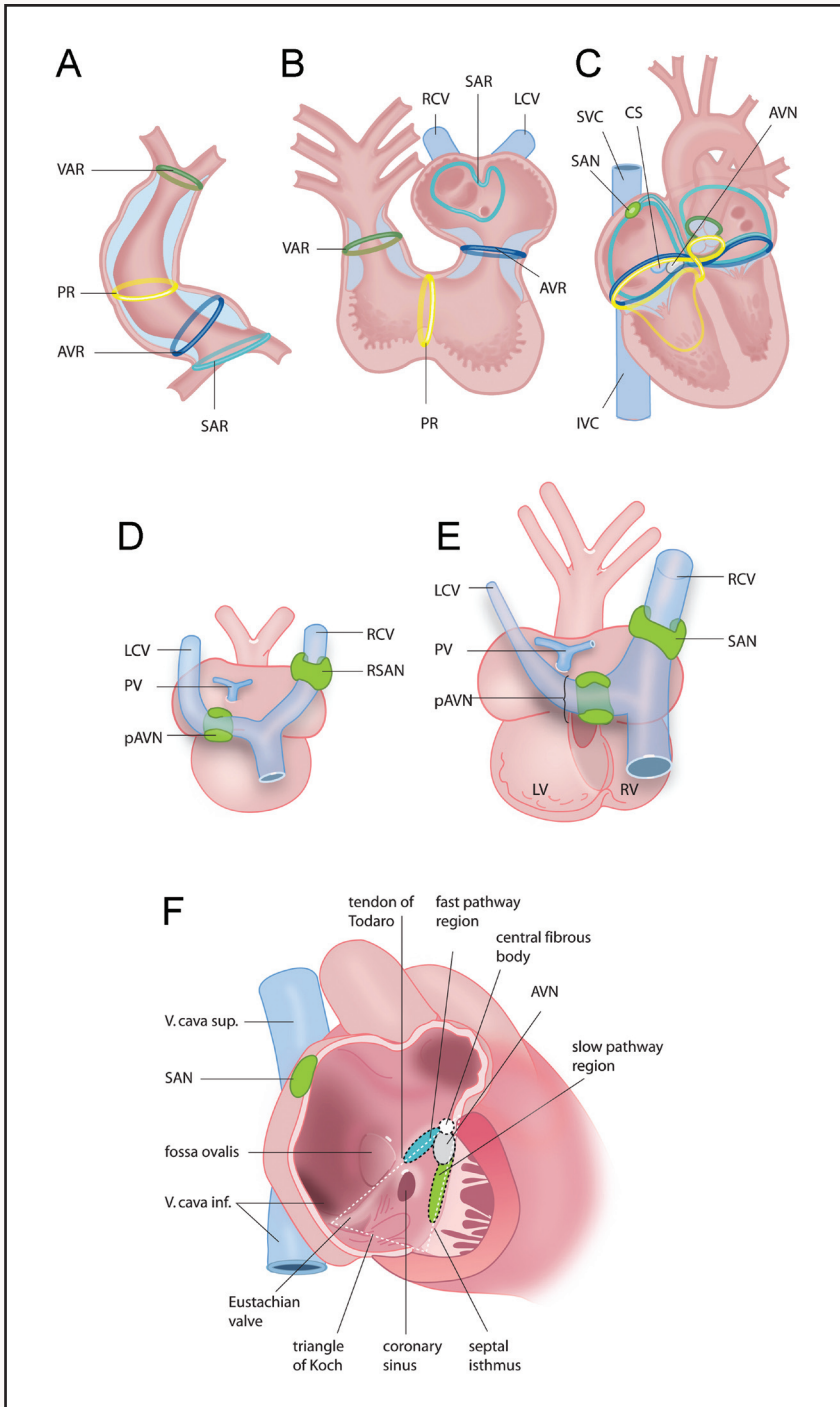 A
B
C
SAR
RCV
LCV
VAR
VAR
PR
PR
AVR
AVR
SAR
SVC
CS
AVN
SAN
IVC
D
E
LCV
RCV
PV
RSAN
pAVN
LCV
RCV
PV
SAN
pAVN
LV
RV
F
tendon of
Todaro
fast pathway
region
central fibrous
body
AVN
slow pathway
region
V. cava sup.
SAN
fossa ovalis
V. cava inf.
Eustachian
valve
triangle
of Koch
coronary
sinus
septal
isthmus